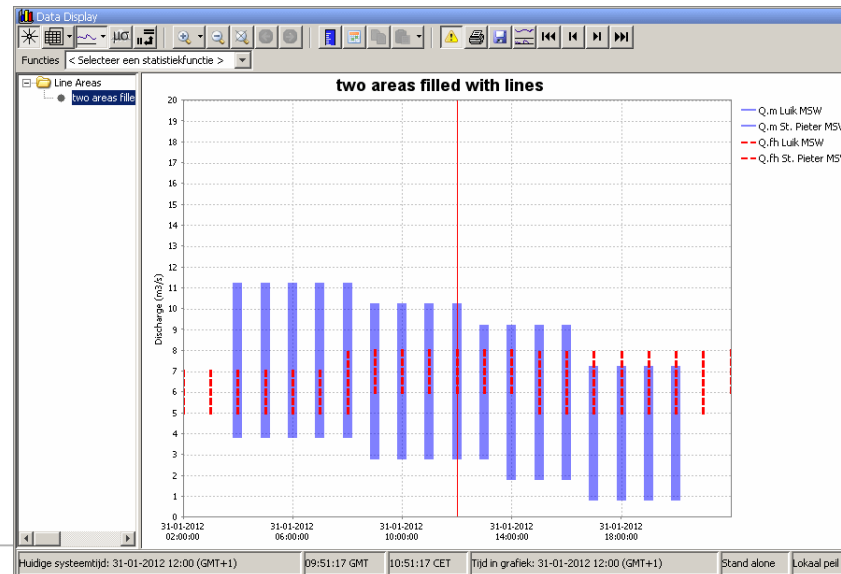 Data Display
μσ
Functies < Selecteer een statistiekfunctie >
Line Areas
two areas fille
two areas filled with lines
Q.m Luik MSW
Q.m St. Pieter MSW
Q.fh Luik MSW
Q.fh St. Pieter MSW
Discharge (m3/s)
20
19
18
17
16
15
14
13
12
11
10
9
8
7
6
5
4
3
2
1
0
31-01-2012 31-01-2012 31-01-2012 31-01-2012 31-01-2012
02:00:00 06:00:00 10:00:00 14:00:00 18:00:00
Huidige systeemtijd: 31-01-2012 12:00 (GMT+1) 09:51:17 GMT 10:51:17 CET Tijd in grafiek: 31-01-2012 12:00 (GMT+1) Stand alone Lokaal peil